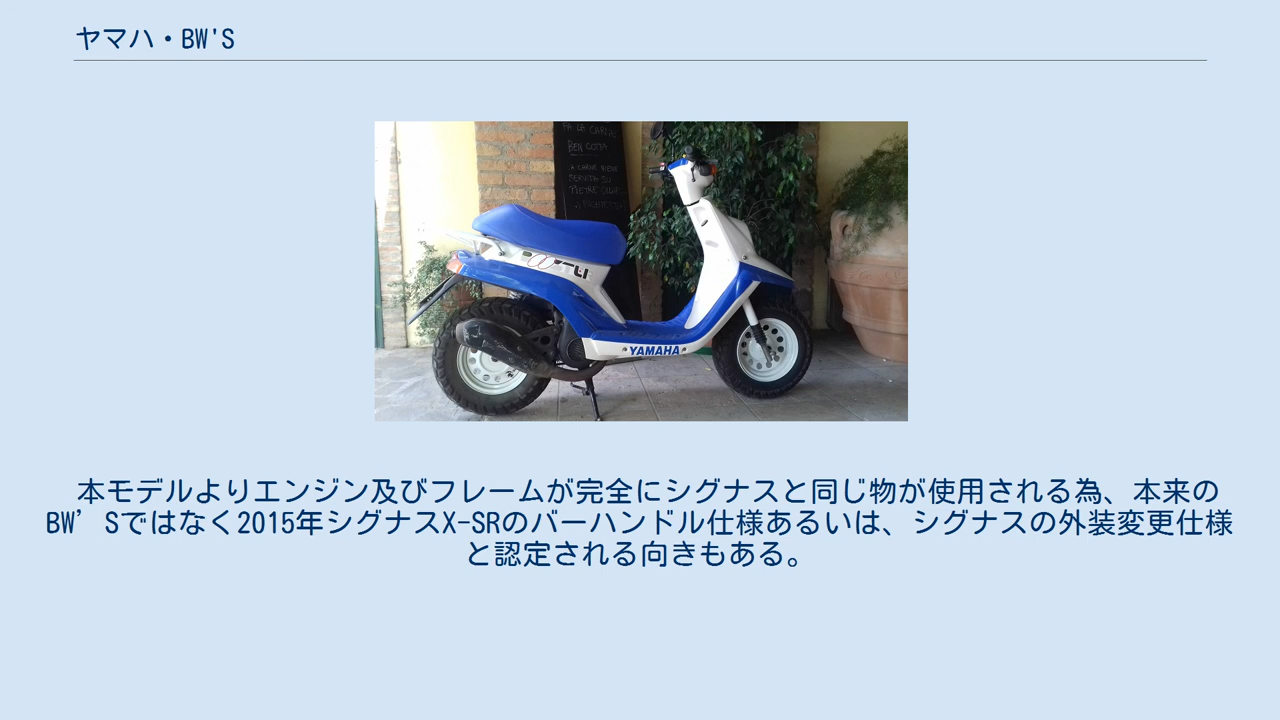 ヤマハ・BW'S
BEN COTTA
YAMAHA
本モデルよりエンジン及びフレームが完全にシグナスと同じ物が使用される為、本来の
BW’Sではなく2015年シグナスX-SRのバーハンドル仕様あるいは、シグナスの外装変更仕様
と認定される向きもある。